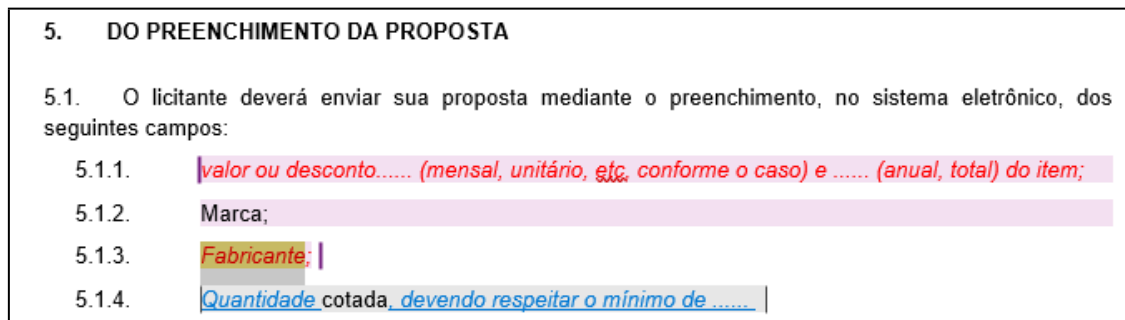 5. DO PREENCHIMENTO DA PROPOSTA
5.1. O licitante deverá enviar sua proposta mediante o preenchimento, no sistema eletrônico, dos
seguintes campos:
5.1.1. valor ou desconto...... (mensal, unitário, etc, conforme o caso) e ...... (anual, total) do item;
5.1.2. Marca;
5.1.3. Fabricante;
5.1.4. Quantidade cotada, devendo respeitar o mínimo de ......